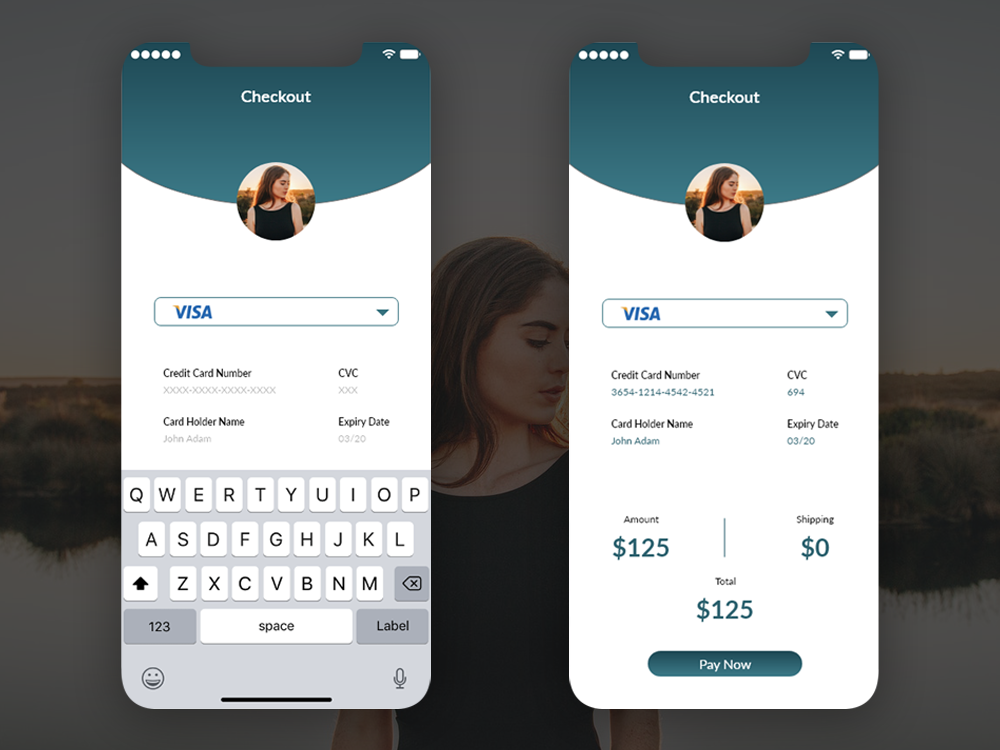 Checkout
VISA
Credit Card Number CVC
XXXX-XXXX-XXXX-XXXX XXX
Card Holder Name Expiry Date
John Adam 03/20
Q W E R T Y U I O P
A S D F G H J K L
Z X C V B N M
123 space Label
Checkout
VISA
Credit Card Number CVC
3654-1214-4542-4521 694
Card Holder Name Expiry Date
John Adam 03/20
Amount Shipping
$125 $0
Total
$125
Pay Now